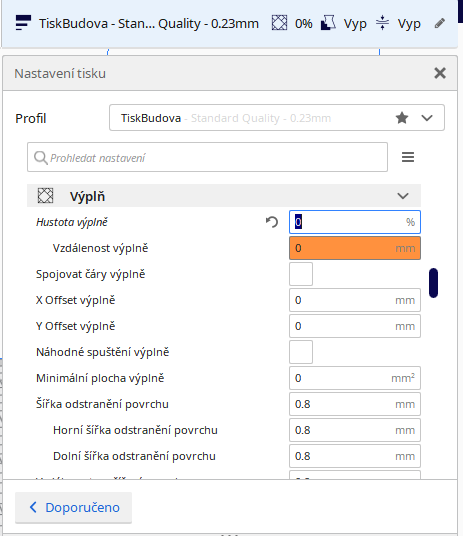 TiskBudova - Stan... Quality - 0.23mm 0% Vyp Vyp
Nastavení tisku
Profil TiskBudova - Standard Quality - 0.23mm
Prohledat nastavení
Výplň
Hustota výplně 0 %
Vzdálenost výplně 0 mm
Spojovat čáry výplně
X Offset výplně 0 mm
Y Offset výplně 0 mm
Náhodné spuštění výplně
Minimální plocha výplně 0 mm²
Šířka odstranění povrchu 0.8 mm
Horní šířka odstranění povrchu 0.8 mm
Dolní šířka odstranění povrchu 0.8 mm
Doporučeno